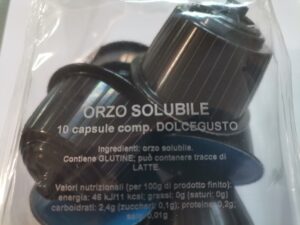 ORZO SOLUBILE
10 capsule comp. DOLCEGUSTO
Ingredienti: orzo solubile.
Contiene GLUTINE; può contenere tracce di
LATTE.
Valori nutrizionali (per 100g di prodotto finito):
energia: 46 kJ/11 kcal; grassi: 0g (saturi: 0g)
carboidrati: 2,4g (zuccheri: 0,1g); proteine: 0,2g;
sale: 0,01g